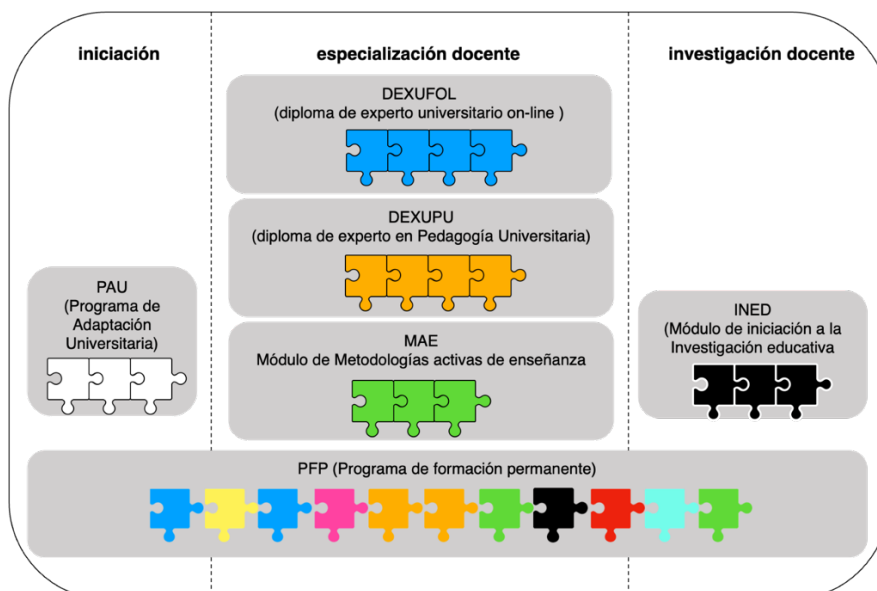 iniciación
especialización docente
investigación docente
DEXUFOL
(diploma de experto universitario on-line )
DEXUPU
(diploma de experto en Pedagogía Universitaria)
PAU
(Programa de
Adaptación
Universitaria)
MAE
Módulo de Metodologías activas de enseñanza
INED
(Módulo de iniciación a la
Investigación educativa
PFP (Programa de formación permanente)